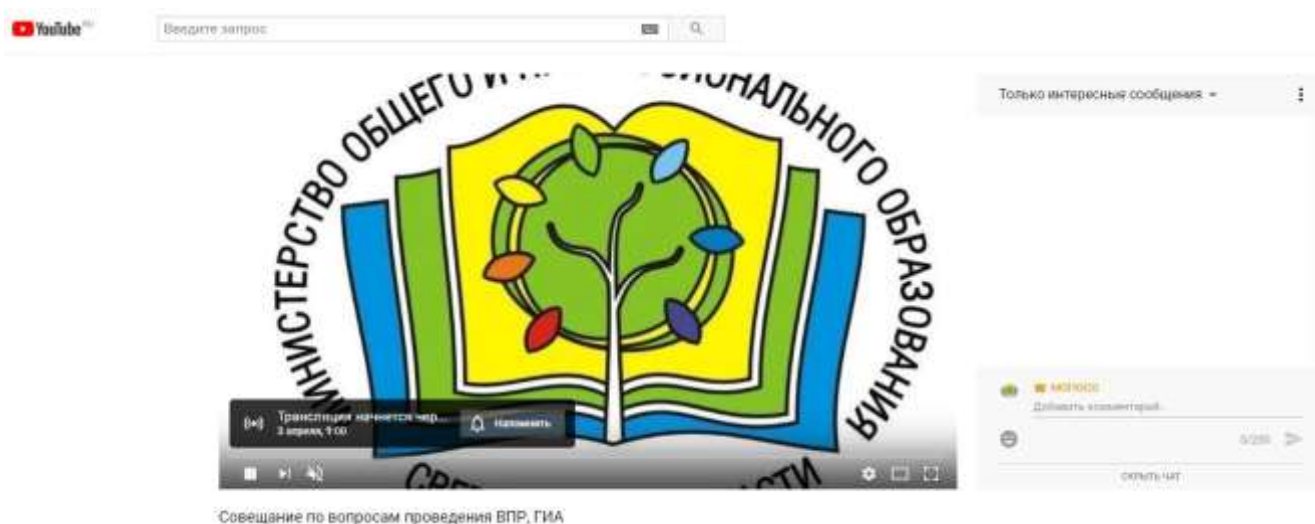 YouTube RU
Введите запрос
Только интересные сообщения
МИНИСТЕРСТВО ОБЩЕГО И ОБРАЗОВАНИЯ
Трансляция начнется чер...
3 апреля, 9:00
Напомнить
Добавить комментарий...
0/200
СКРЫТЬ ЧАТ
Совещание по вопросам проведения ВПР, ГИА